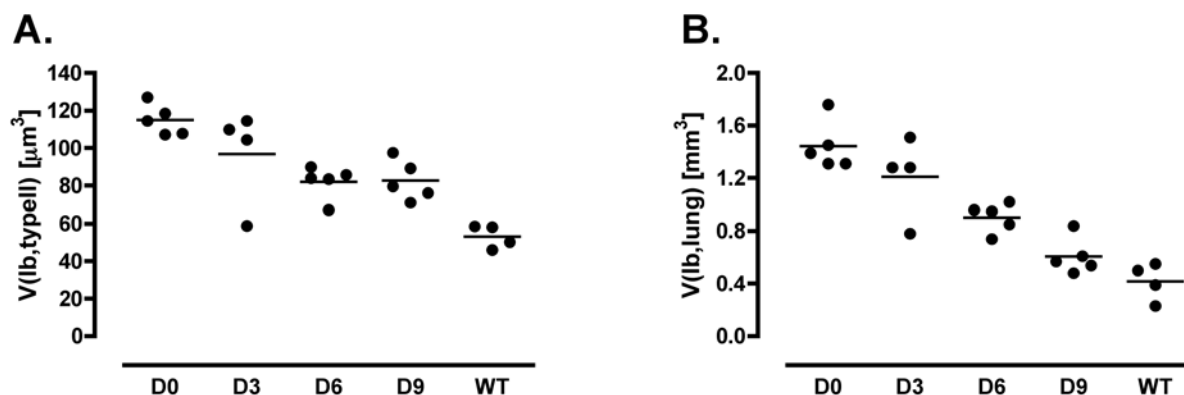 A.
V(lb,typeII) [μm³]
140
120
100
80
60
40
20
0
D0 D3 D6 D9 WT
B.
V(lb,lung) [mm³]
2.0
1.6
1.2
0.8
0.4
0.0
D0 D3 D6 D9 WT